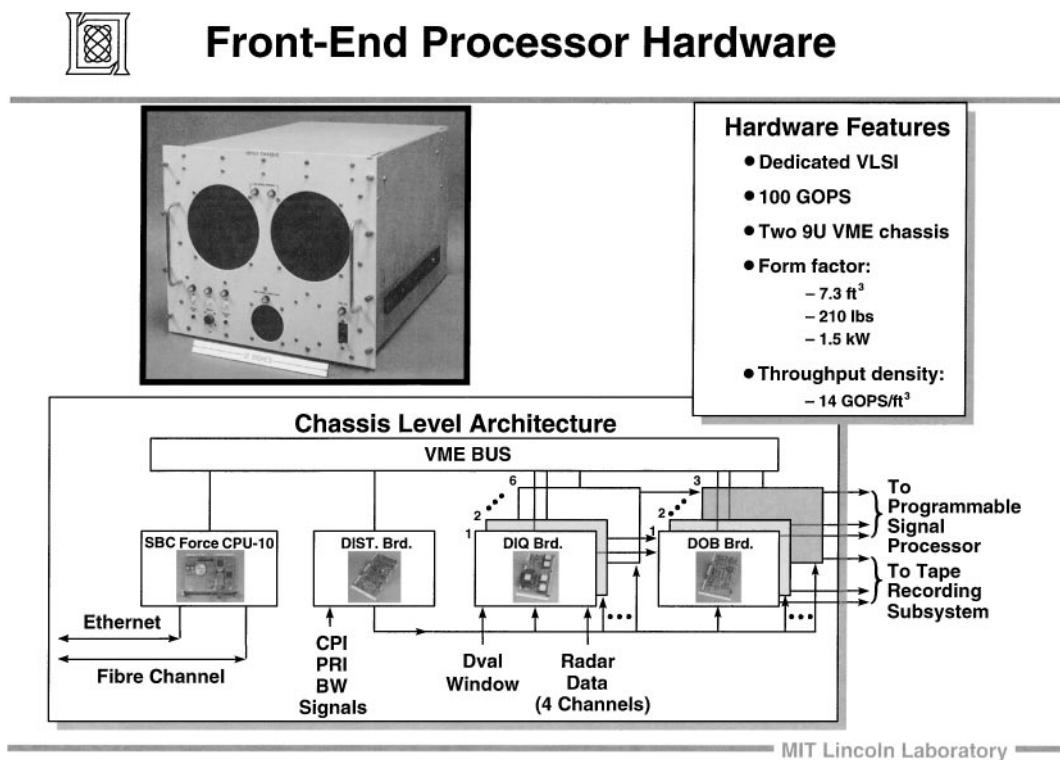 Front-End Processor Hardware
Hardware Features
● Dedicated VLSI
● 100 GOPS
● Two 9U VME chassis
● Form factor:
– 7.3 ft³
– 210 lbs
– 1.5 kW
● Throughput density:
– 14 GOPS/ft³
Chassis Level Architecture
VME BUS
SBC Force CPU-10
DIST. Brd.
1
2
6
DIQ Brd.
1
2
3
DOB Brd.
To
Programmable
Signal
Processor
To Tape
Recording
Subsystem
Ethernet
Fibre Channel
CPI
PRI
BW
Signals
Dval
Window
Radar
Data
(4 Channels)
MIT Lincoln Laboratory